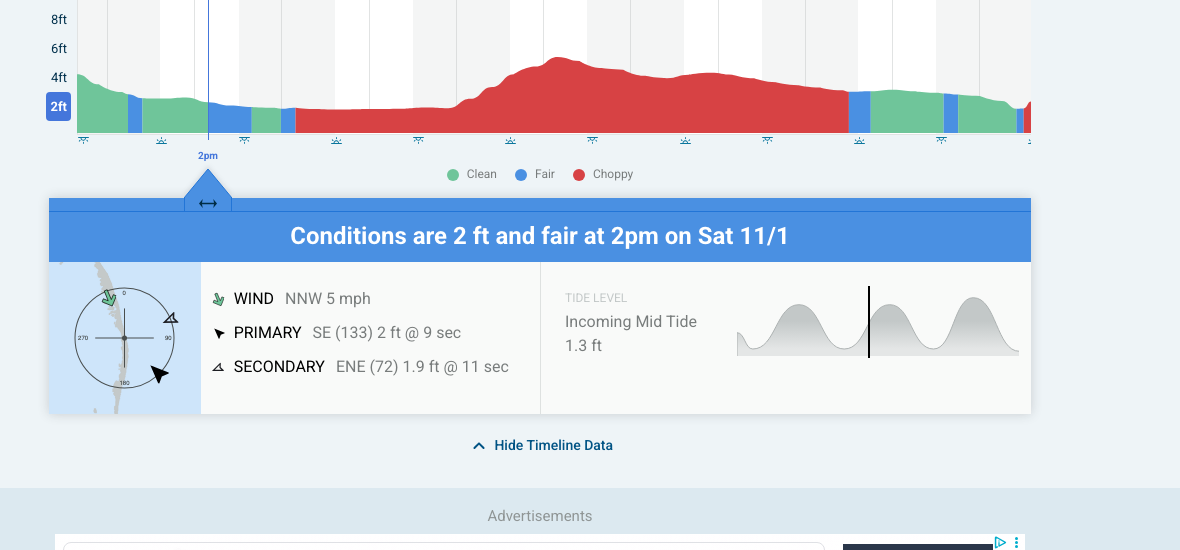 8ft
6ft
4ft
2ft
2pm
Clean
Fair
Choppy
Conditions are 2 ft and fair at 2pm on Sat 11/1
0
270
90
180
WIND NNW 5 mph
PRIMARY SE (133) 2 ft @ 9 sec
SECONDARY ENE (72) 1.9 ft @ 11 sec
TIDE LEVEL
Incoming Mid Tide
1.3 ft
Hide Timeline Data
Advertisements